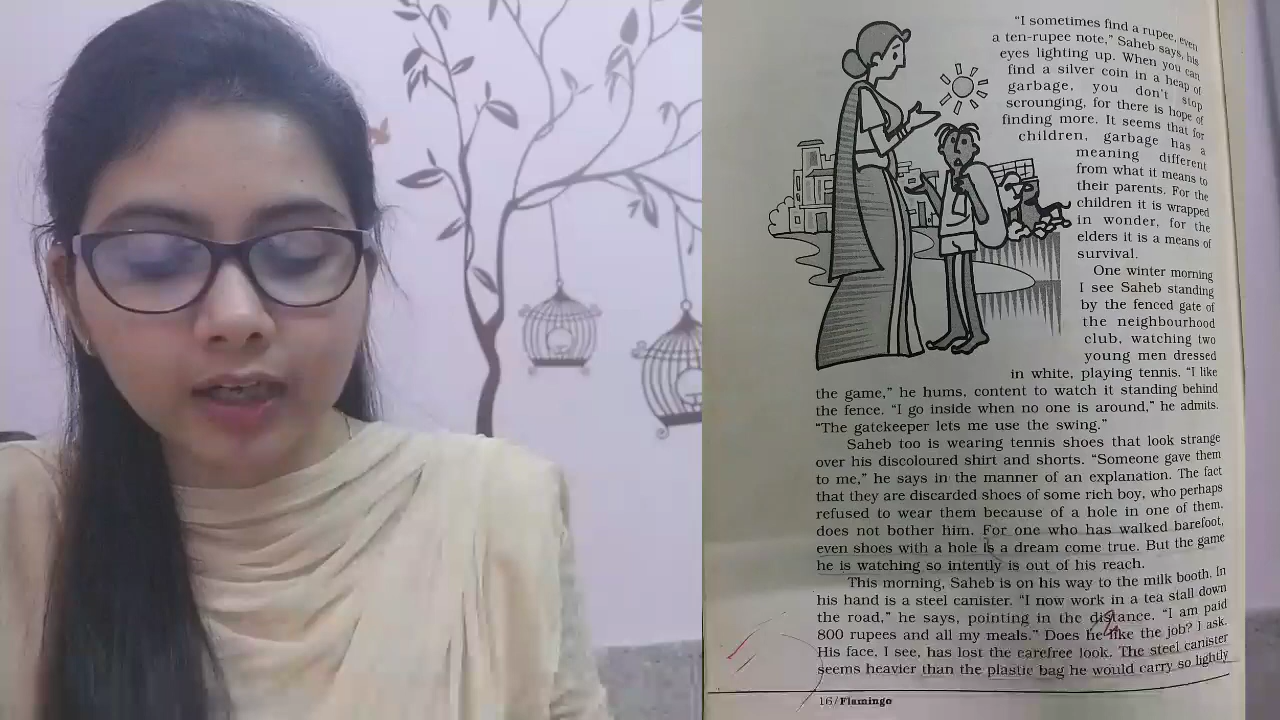 "I sometimes find a rupee, even
a ten-rupee note," Saheb says, his
eyes lighting up. When you can
find a silver coin in a heap of
garbage, you don't stop
scrounging, for there is hope of
finding more. It seems that for
children, garbage has a
meaning different
from what it means to
their parents. For the
children it is wrapped
in wonder, for the
elders it is a means of
survival.
One winter morning
I see Saheb standing
by the fenced gate of
the neighbourhood
club, watching two
young men dressed
in white, playing tennis. "I like
the game," he hums, content to watch it standing behind
the fence. "I go inside when no one is around," he admits.
"The gatekeeper lets me use the swing."
Saheb too is wearing tennis shoes that look strange
over his discoloured shirt and shorts. "Someone gave them
to me," he says in the manner of an explanation. The fact
that they are discarded shoes of some rich boy, who perhaps
refused to wear them because of a hole in one of them,
does not bother him. For one who has walked barefoot,
even shoes with a hole is a dream come true. But the game
he is watching so intently is out of his reach.
This morning, Saheb is on his way to the milk booth. In
his hand is a steel canister. "I now work in a tea stall down
the road," he says, pointing in the distance. "I am paid
800 rupees and all my meals." Does he like the job? I ask.
His face, I see, has lost the carefree look. The steel canister
seems heavier than the plastic bag he would carry so lightly
16/Flamingo